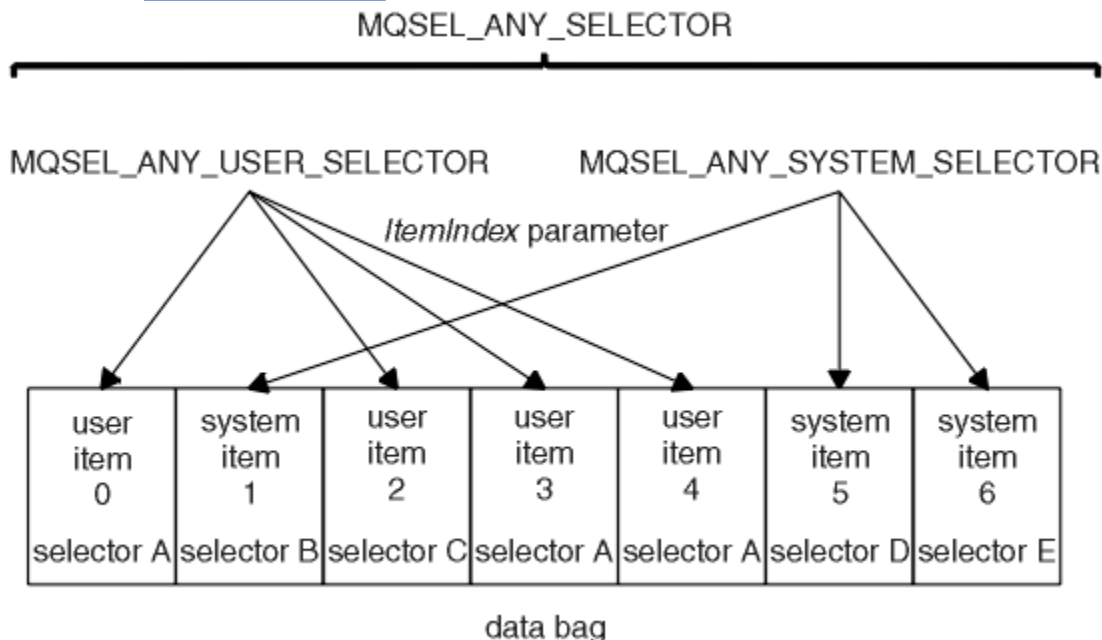 MQSEL_ANY_SELECTOR
MQSEL_ANY_USER_SELECTOR
MQSEL_ANY_SYSTEM_SELECTOR
ItemIndex parameter
user item 0 selector A
system item 1 selector B
user item 2 selector C
user item 3 selector A
user item 4 selector A
system item 5 selector D
system item 6 selector E
data bag